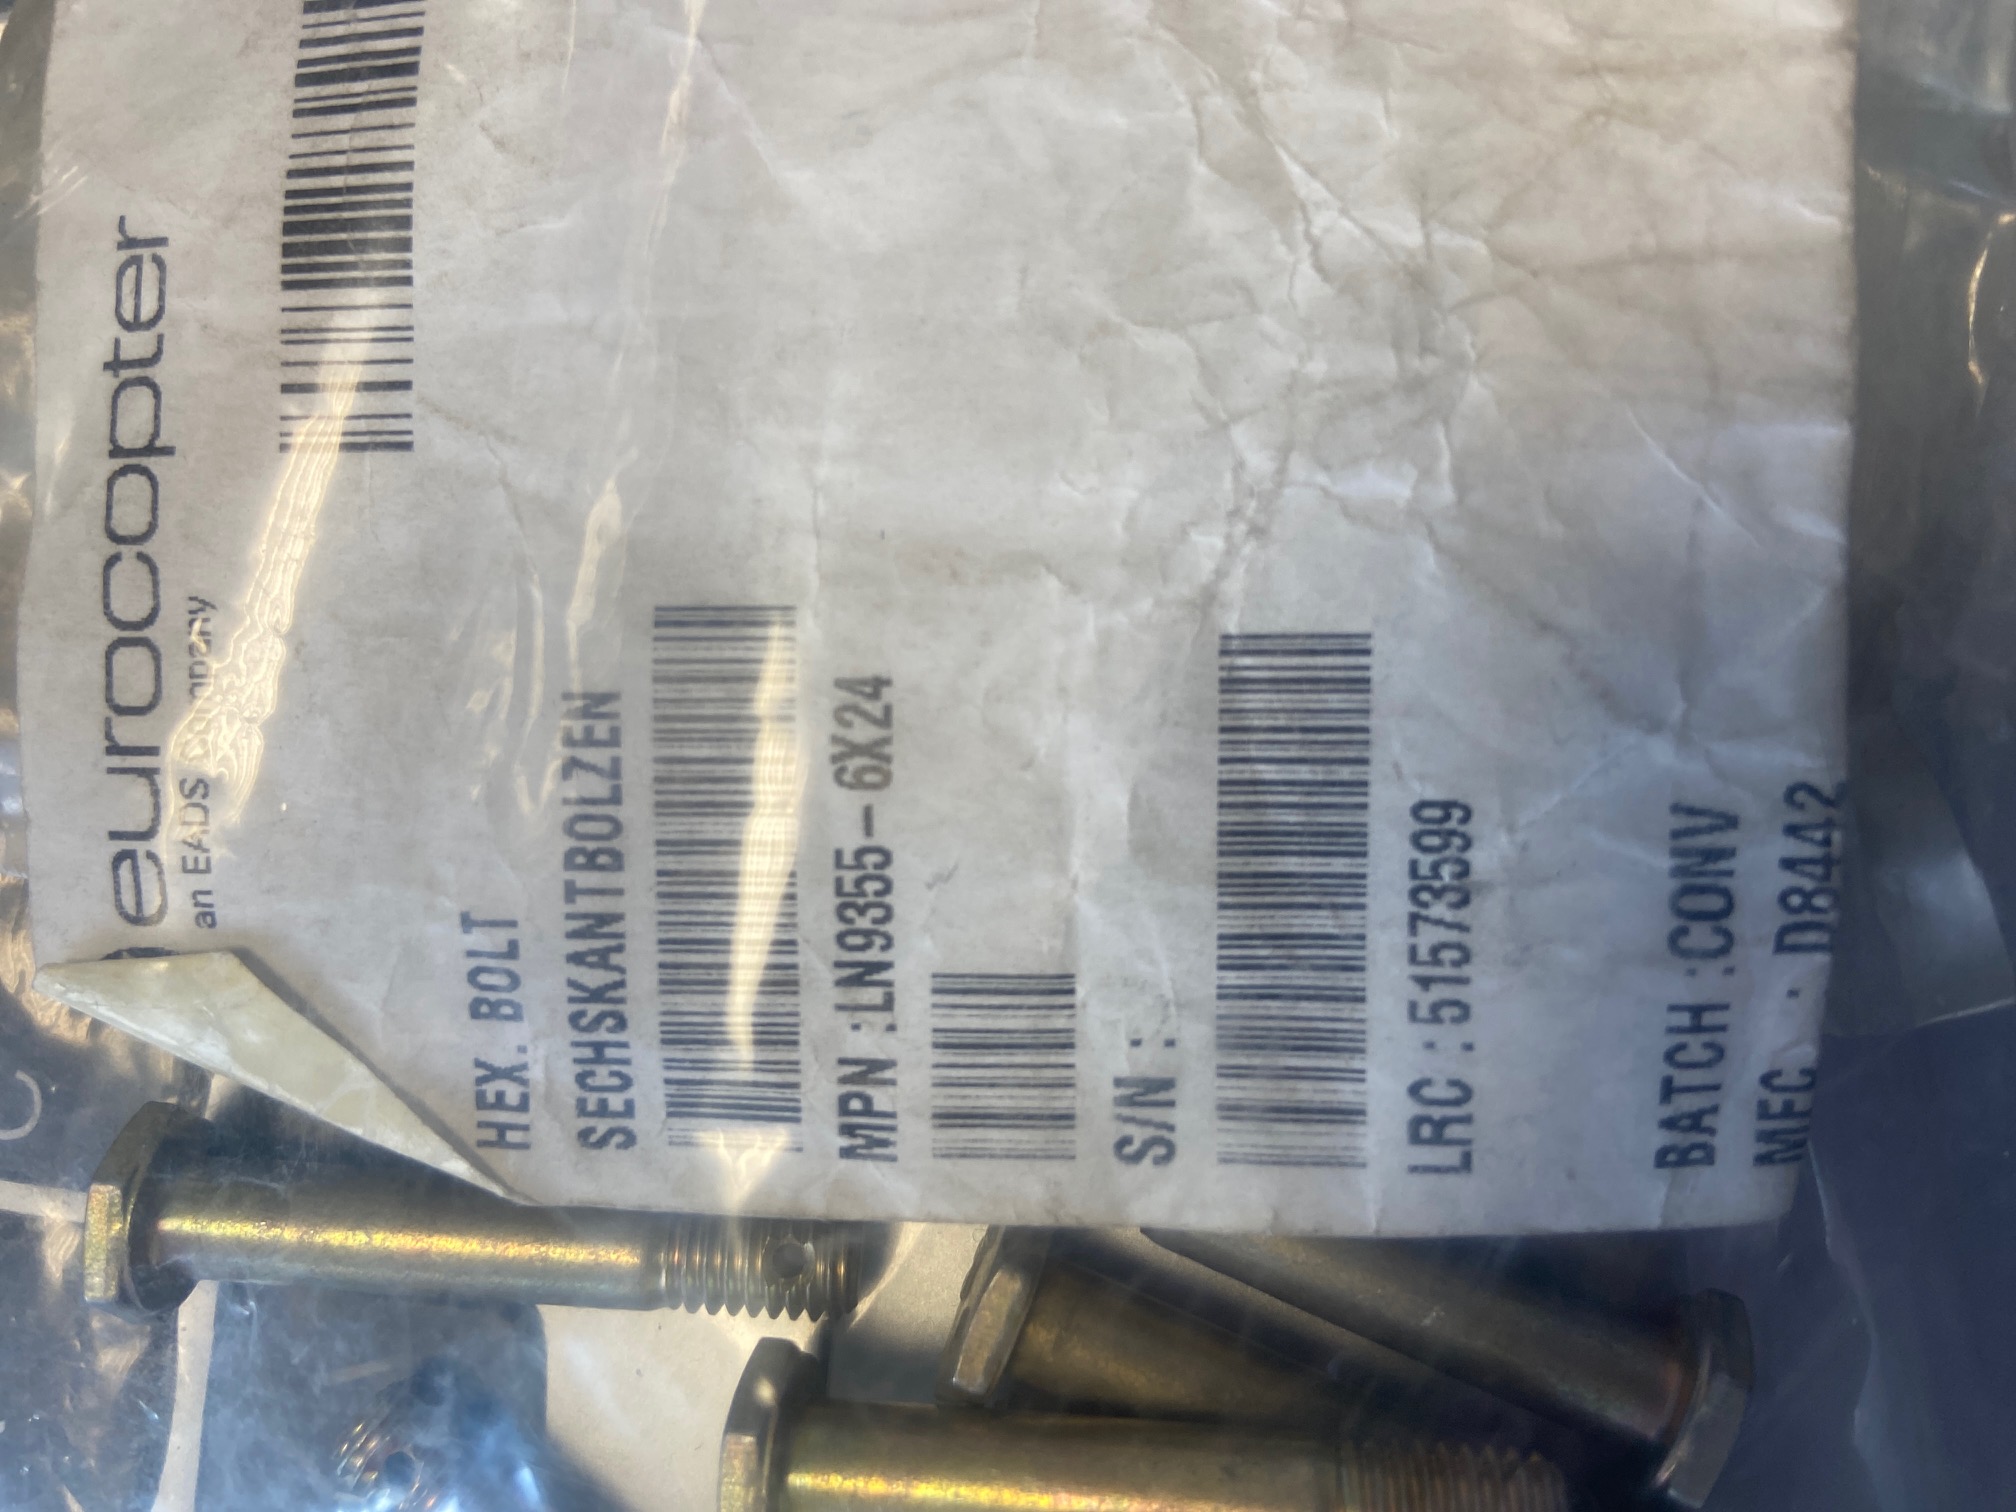 eurocopter
an EADS Company
HEX. BOLT
SECHSKANTBOLZEN
MPN :LN9355-6X24
S/N :
LRC : 51573599
BATCH :CONV
MFC : D8442